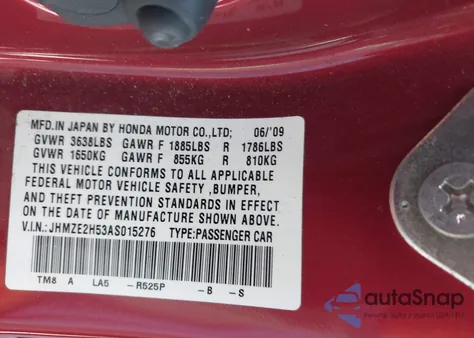 MFD.IN JAPAN BY HONDA MOTOR CO.,LTD; 06/'09
GVWR 3638LBS GAWR F 1885LBS R 1786LBS
GVWR 1650KG GAWR F 855KG R 810KG
THIS VEHICLE CONFORMS TO ALL APPLICABLE
FEDERAL MOTOR VEHICLE SAFETY ,BUMPER,
AND THEFT PREVENTION STANDARDS IN EFFECT
ON THE DATE OF MANUFACTURE SHOWN ABOVE.
V.I.N.:JHMZE2H53AS015276 TYPE:PASSENGER CAR
TM8 A LA5 -R525P -B -S
autoSnap